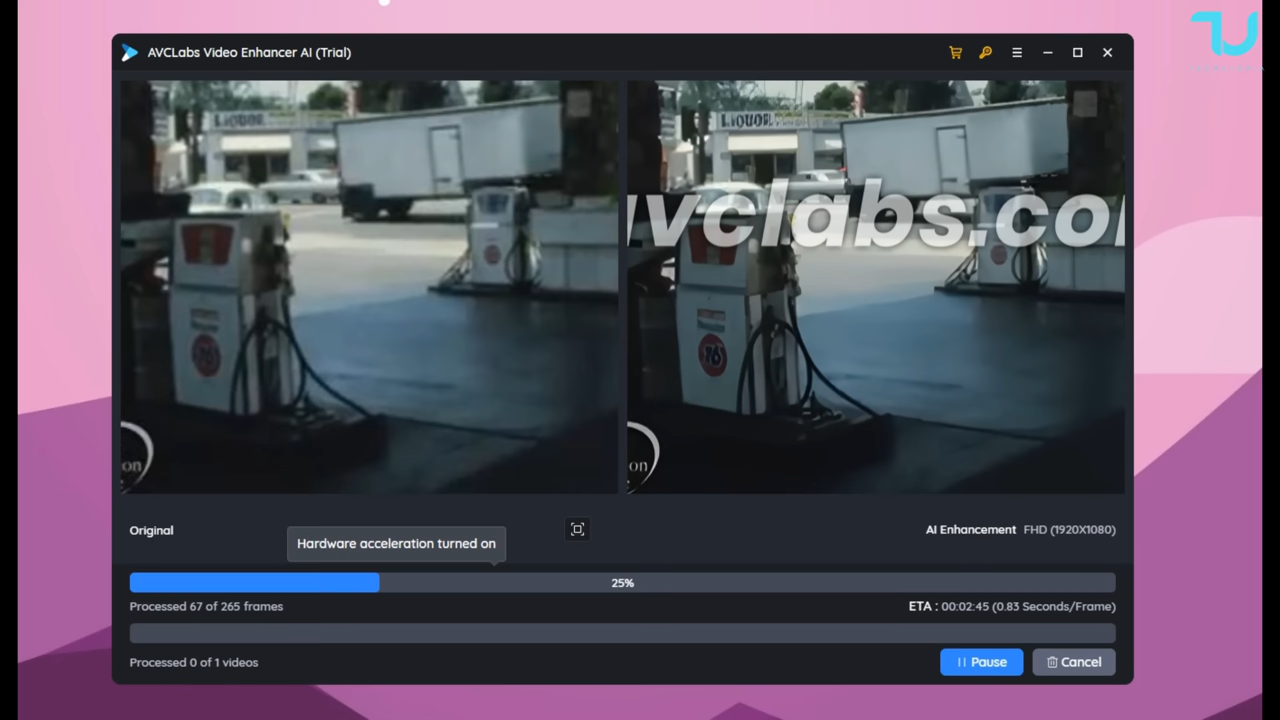 AVCLabs Video Enhancer AI (Trial)
LIQUOR
LIQUOR
avclabs.co
76
76
on
on
Original
AI Enhancement FHD (1920X1080)
Hardware acceleration turned on
25%
Processed 67 of 265 frames
ETA : 00:02:45 (0.83 Seconds/Frame)
Processed 0 of 1 videos
Pause
Cancel